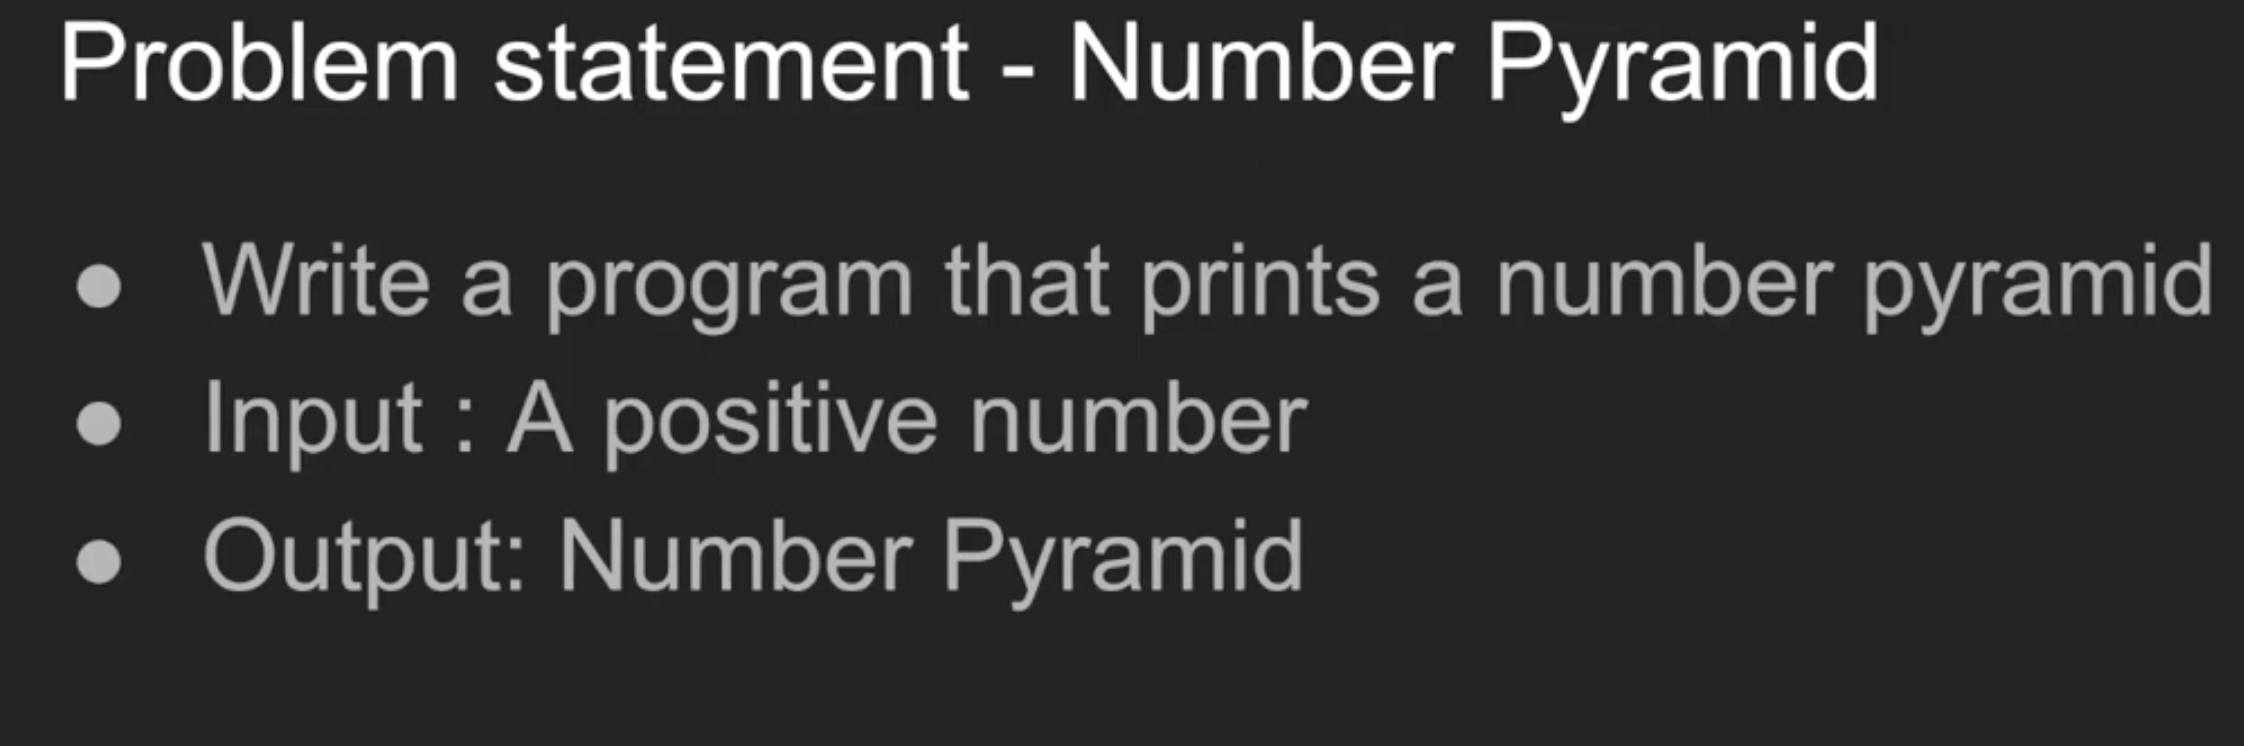 Problem statement - Number Pyramid
● Write a program that prints a number pyramid
● Input : A positive number
● Output: Number Pyramid